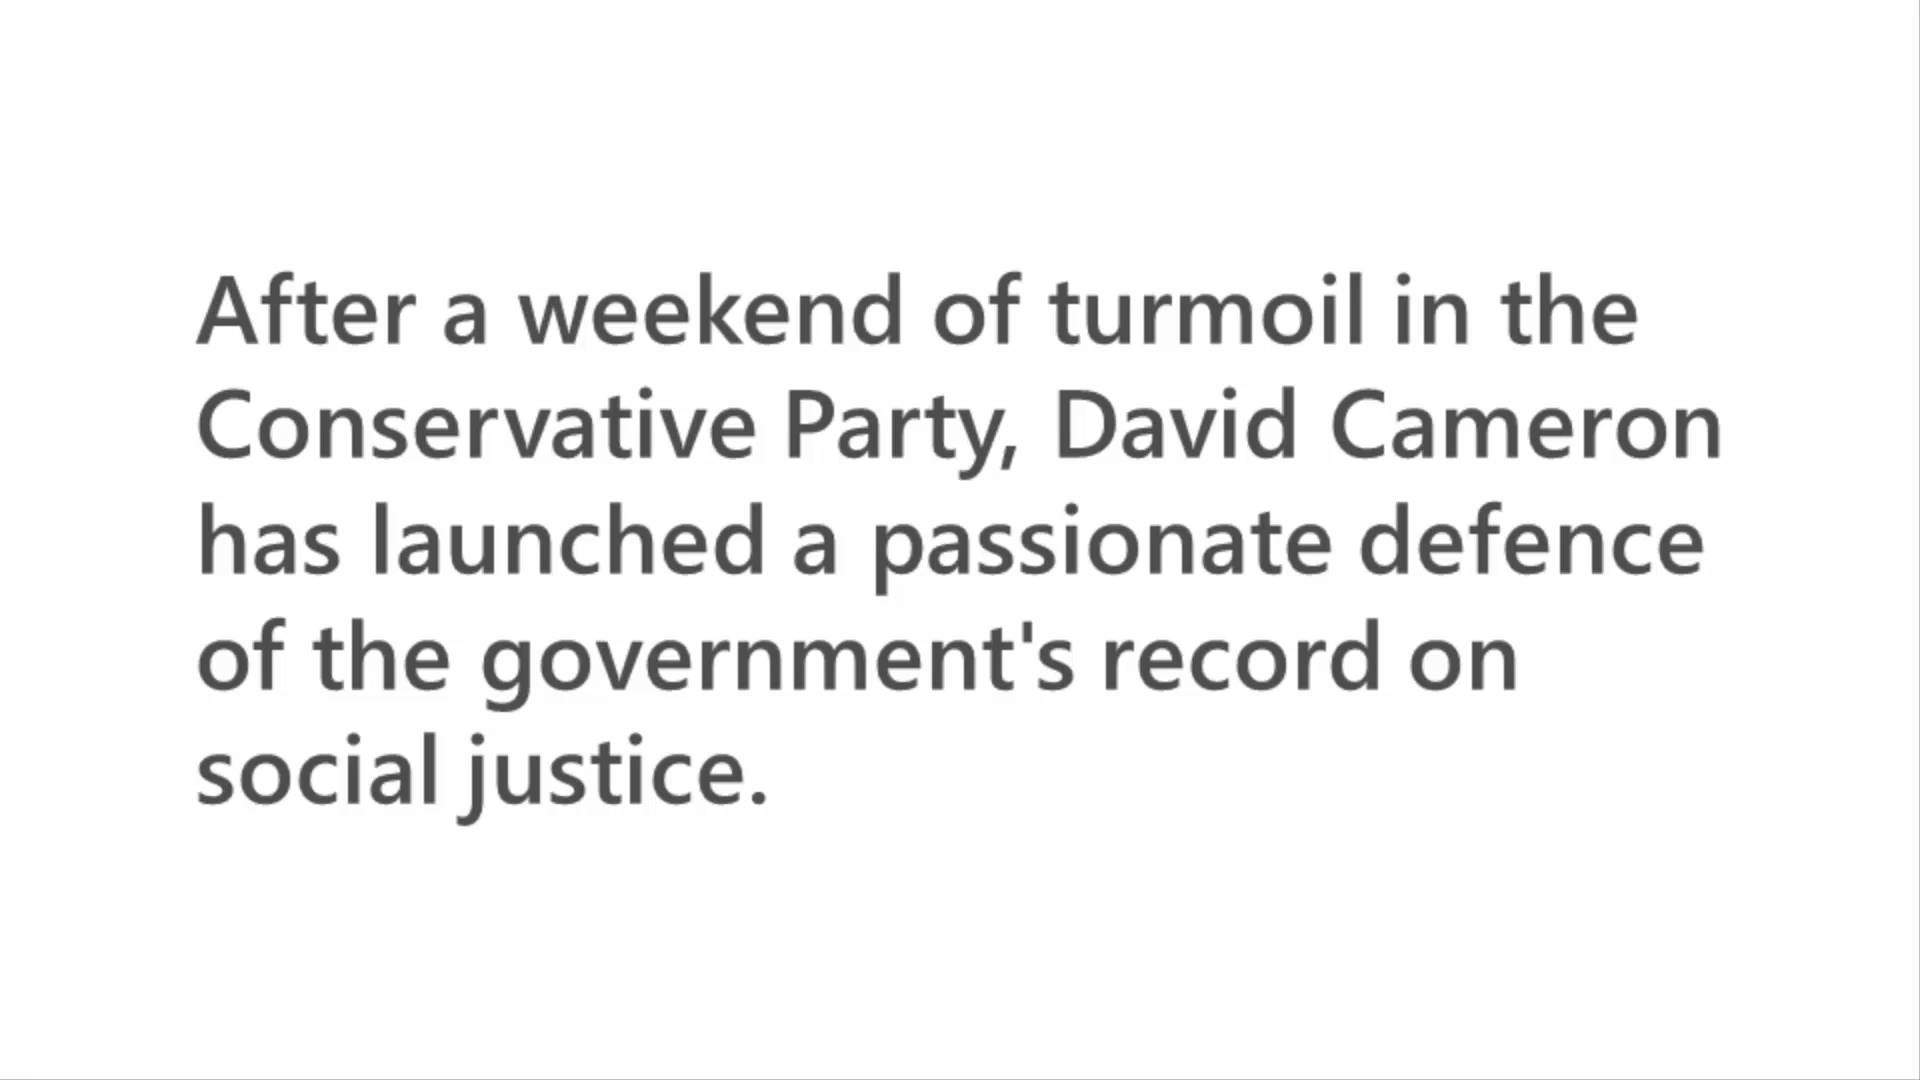 After a weekend of turmoil in the
Conservative Party, David Cameron
has launched a passionate defence
of the government's record on
social justice.